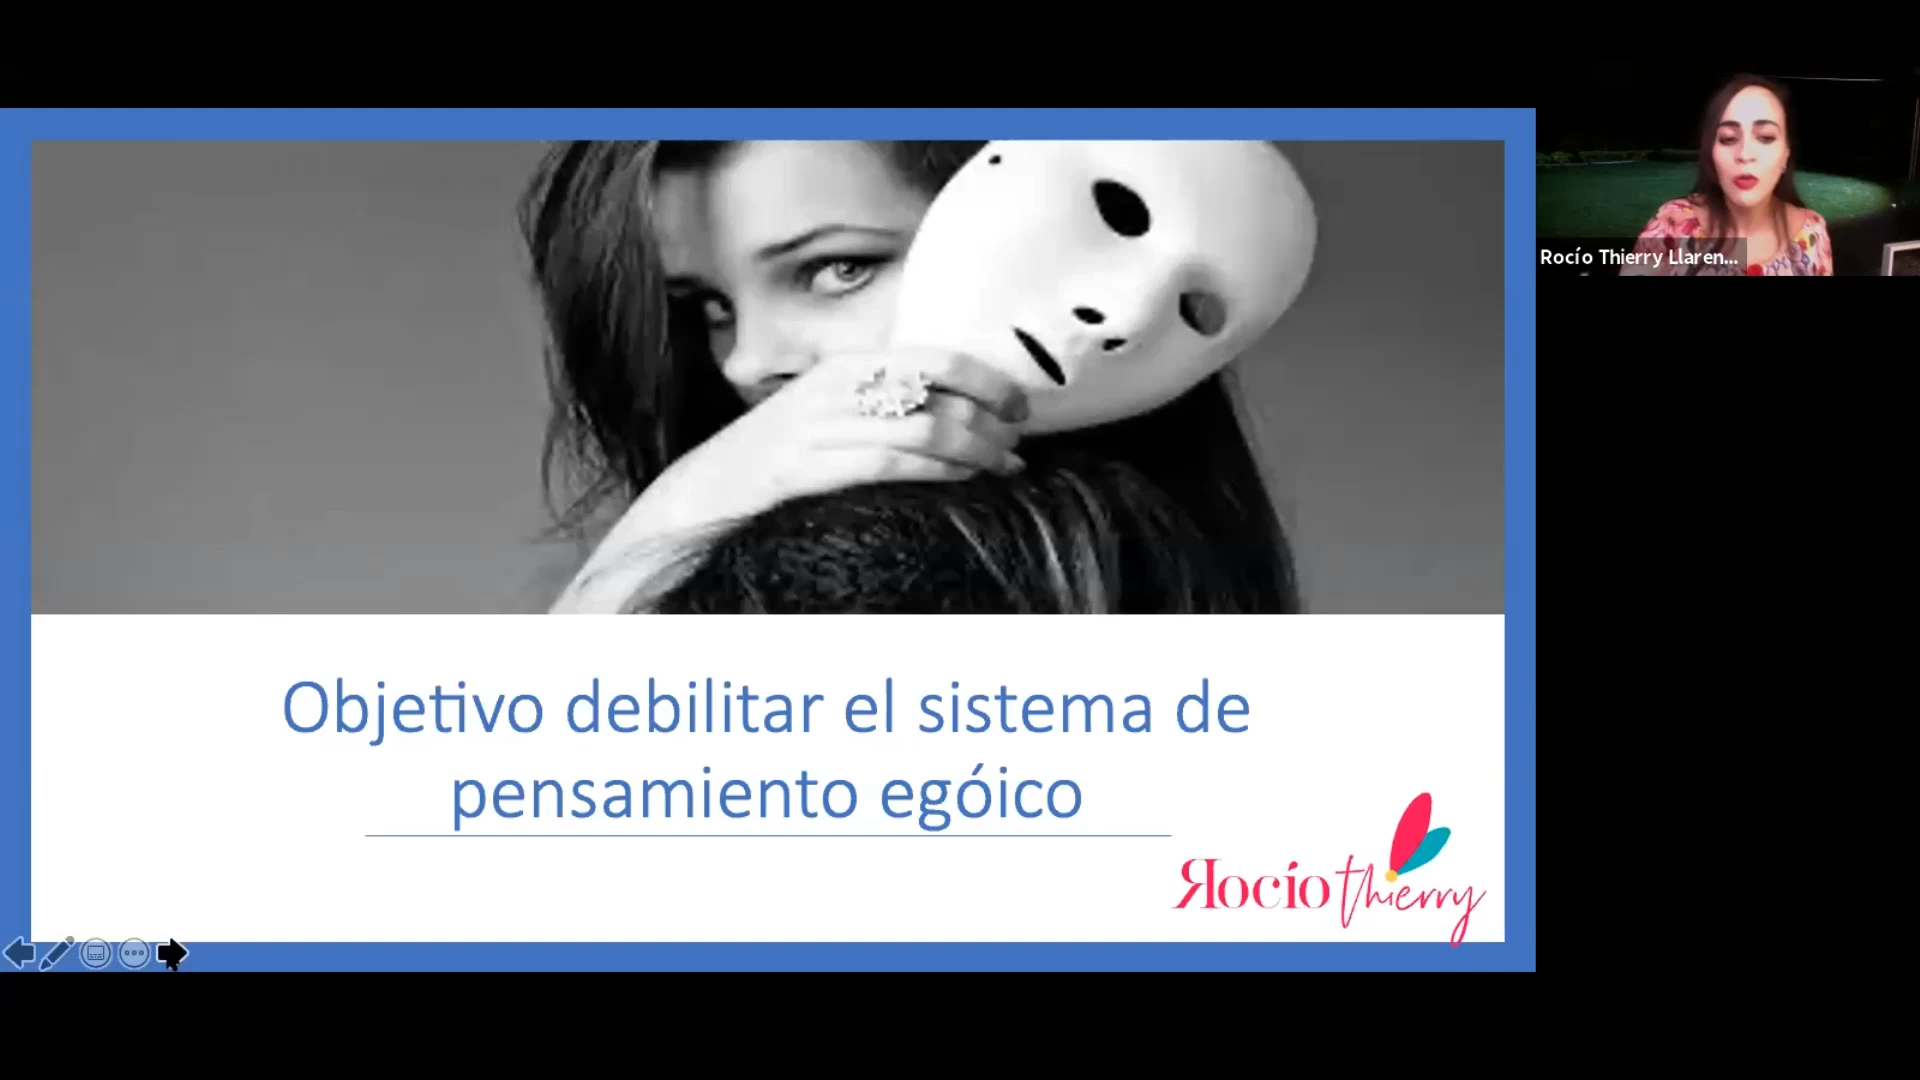 Rocío Thierry Llaren...
Objetivo debilitar el sistema de
pensamiento egóico
Rocío thierry